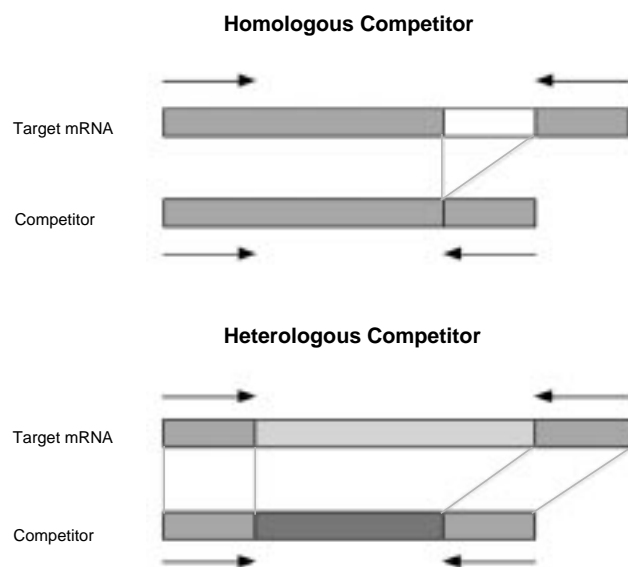 Homologous Competitor
Target mRNA
Competitor
Heterologous Competitor
Target mRNA
Competitor